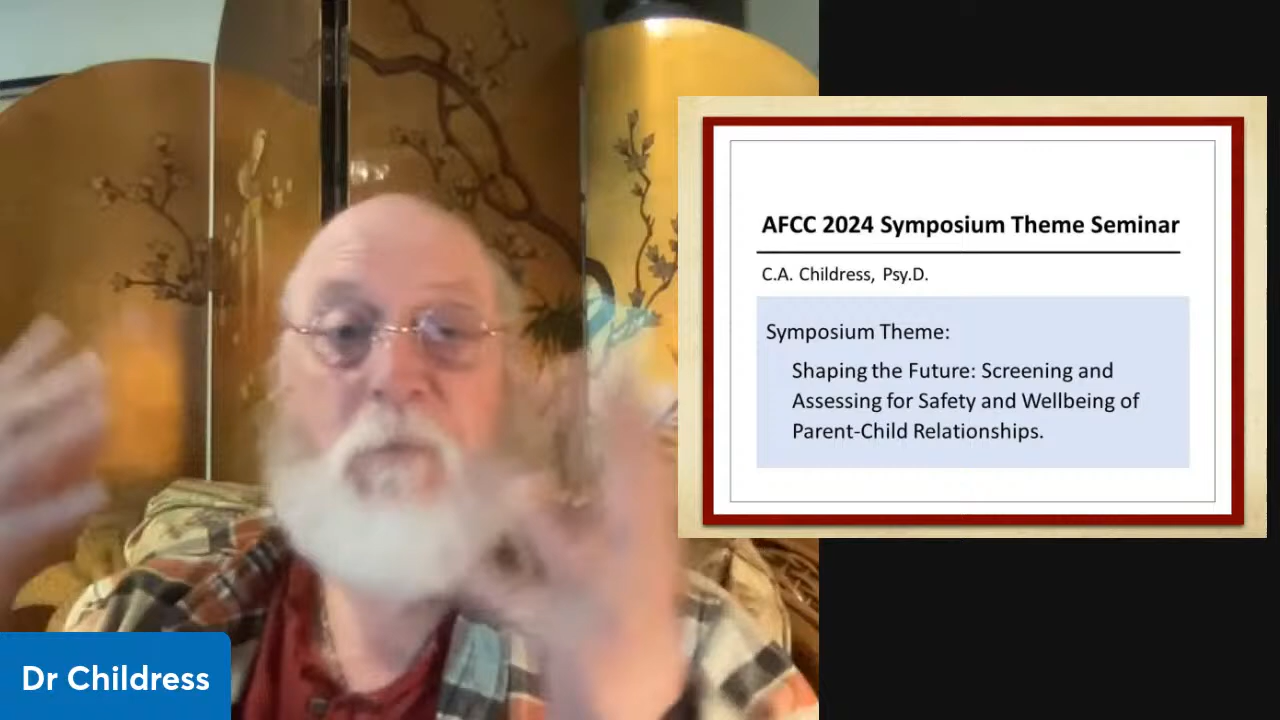 AFCC 2024 Symposium Theme Seminar
C.A. Childress, Psy.D.
Symposium Theme:
Shaping the Future: Screening and
Assessing for Safety and Wellbeing of
Parent-Child Relationships.
Dr Childress